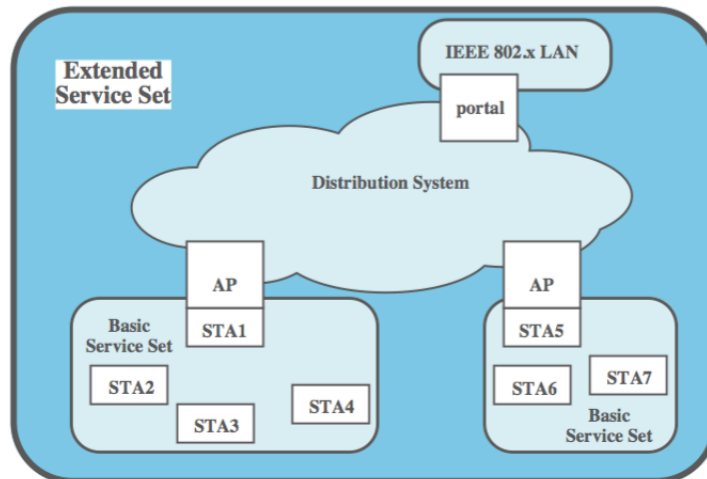 IEEE 802.x LAN
Extended
Service Set
portal
Distribution System
AP
AP
Basic
Service Set
STA1
STA2
STA3
STA4
STA5
STA6
STA7
Basic
Service Set